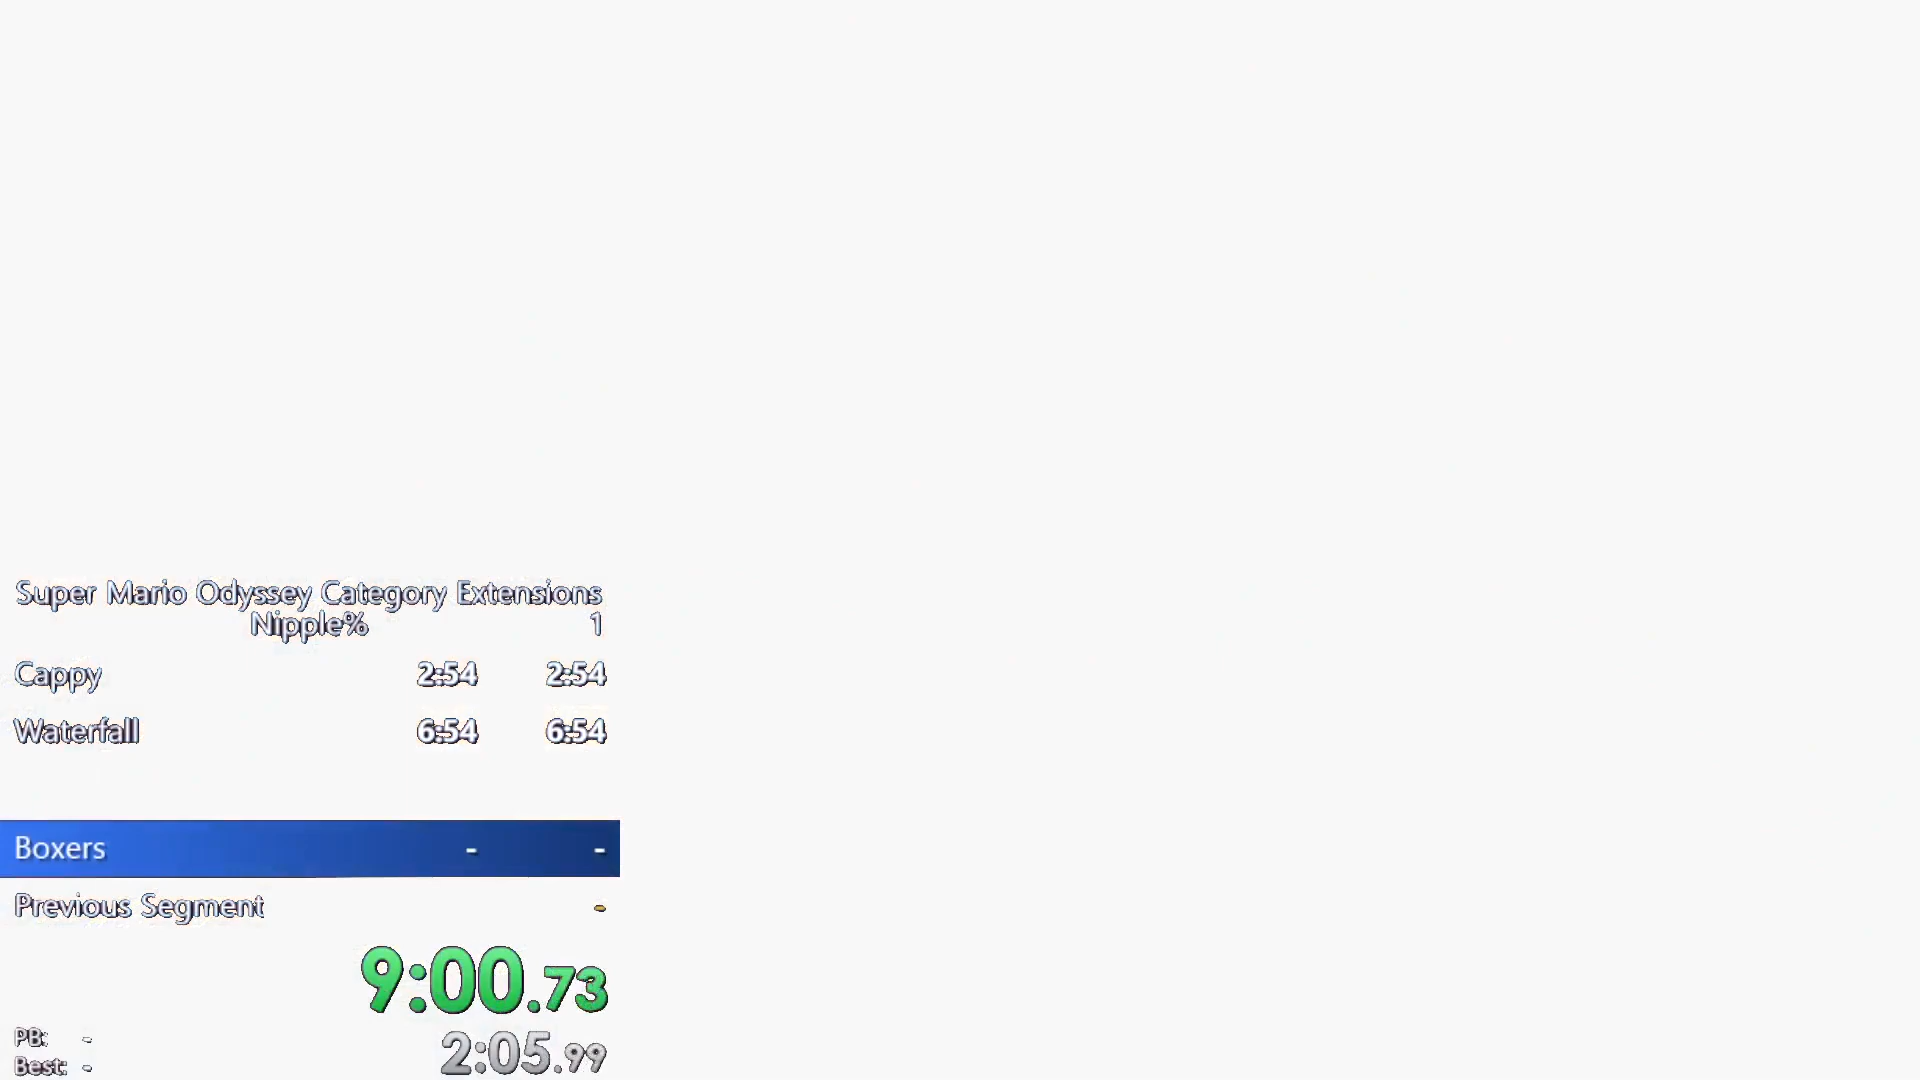 Super Mario Odyssey Category Extensions
Nipple% 1
Cappy 2:54 2:54
Waterfall 6:54 6:54
Boxers - -
Previous Segment -
9:00.73
PB: -
2:05.99
Best: -